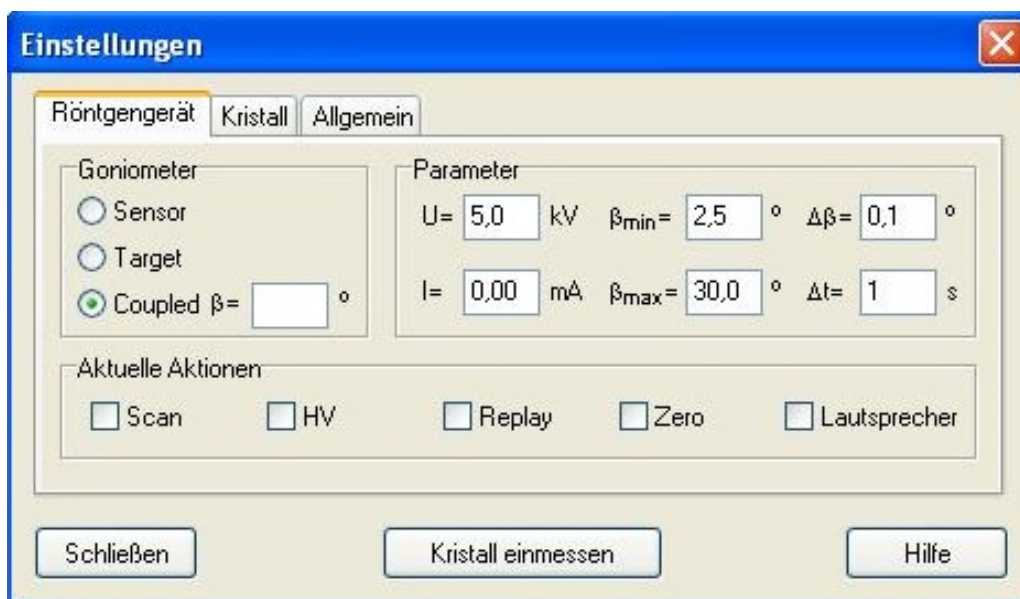 Einstellungen
Röntgengerät Kristall Allgemein
Goniometer
Sensor
Target
Coupled β= °
Parameter
U= 5,0 kV βmin= 2,5 ° Δβ= 0,1 °
I= 0,00 mA βmax= 30,0 ° Δt= 1 s
Aktuelle Aktionen
Scan HV Replay Zero Lautsprecher
Schließen Kristall einmessen Hilfe